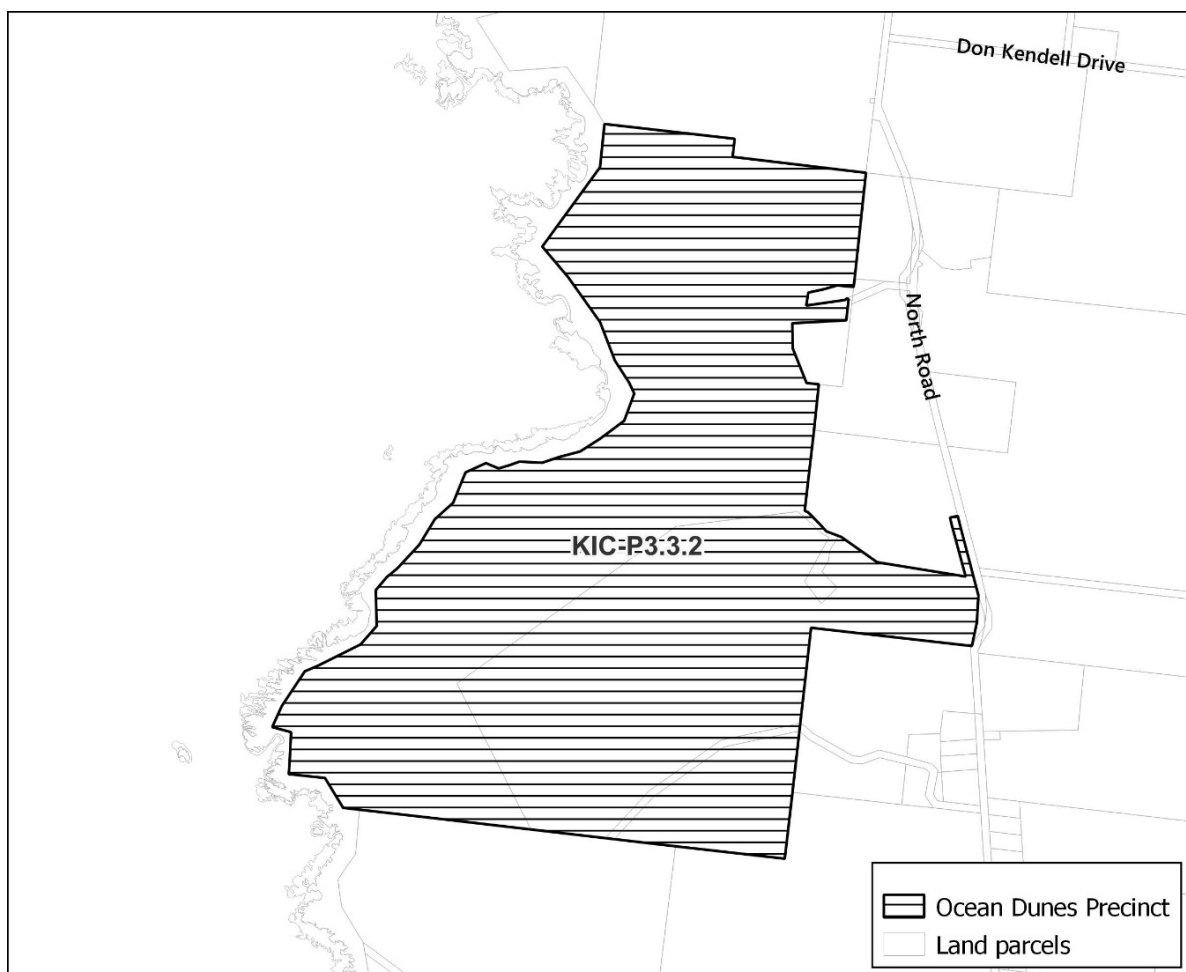 Don Kendell Drive
North Road
KIC-P3.3.2
Ocean Dunes Precinct
Land parcels